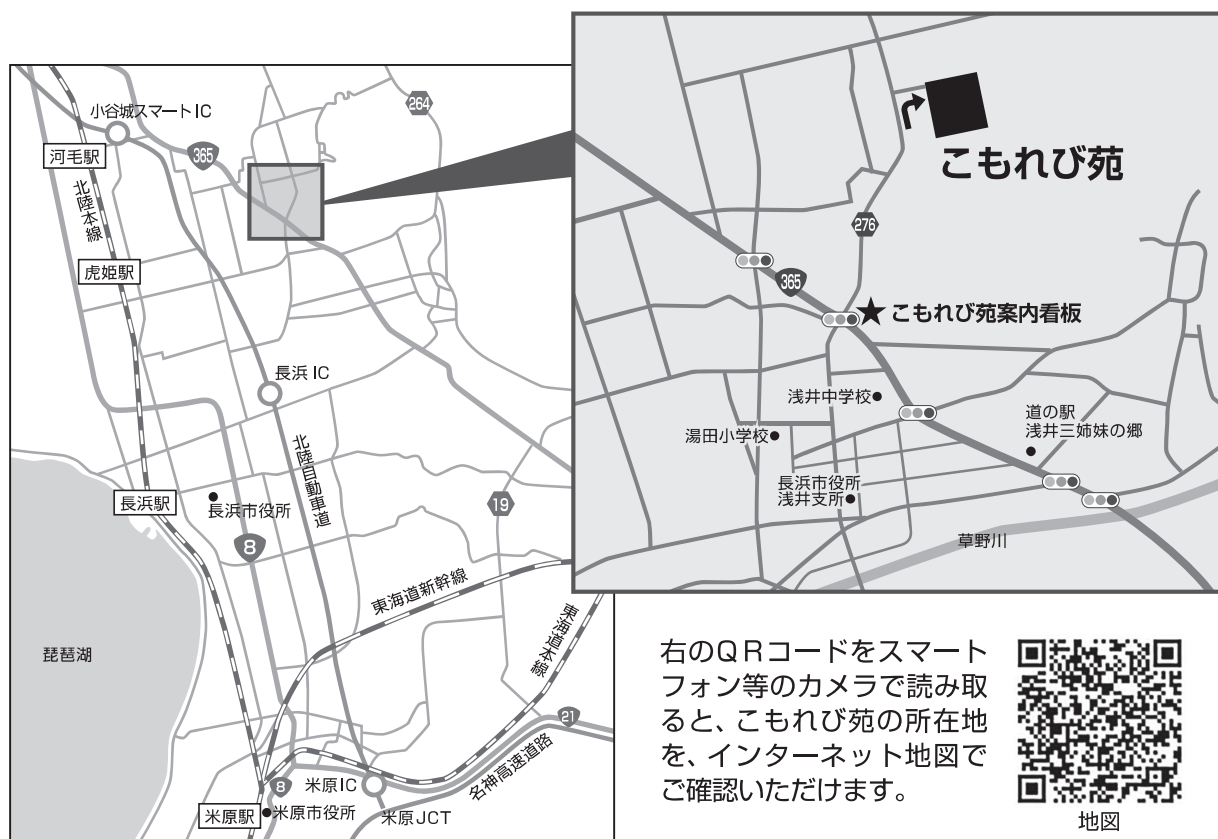 小谷城スマートIC
264
河毛駅
365
北陸本線
虎姫駅
長浜 IC
北陸自動車道
長浜駅
長浜市役所
19
8
東海道新幹線
東海道本線
琵琶湖
21
名神高速道路
8
米原IC
米原駅
米原市役所
米原JCT
こもれび苑
276
365
★こもれび苑案内看板
浅井中学校
道の駅
浅井三姉妹の郷
湯田小学校
長浜市役所
浅井支所
草野川
右のQRコードをスマート
フォン等のカメラで読み取
ると、こもれび苑の所在地
を、インターネット地図で
ご確認いただけます。
地図